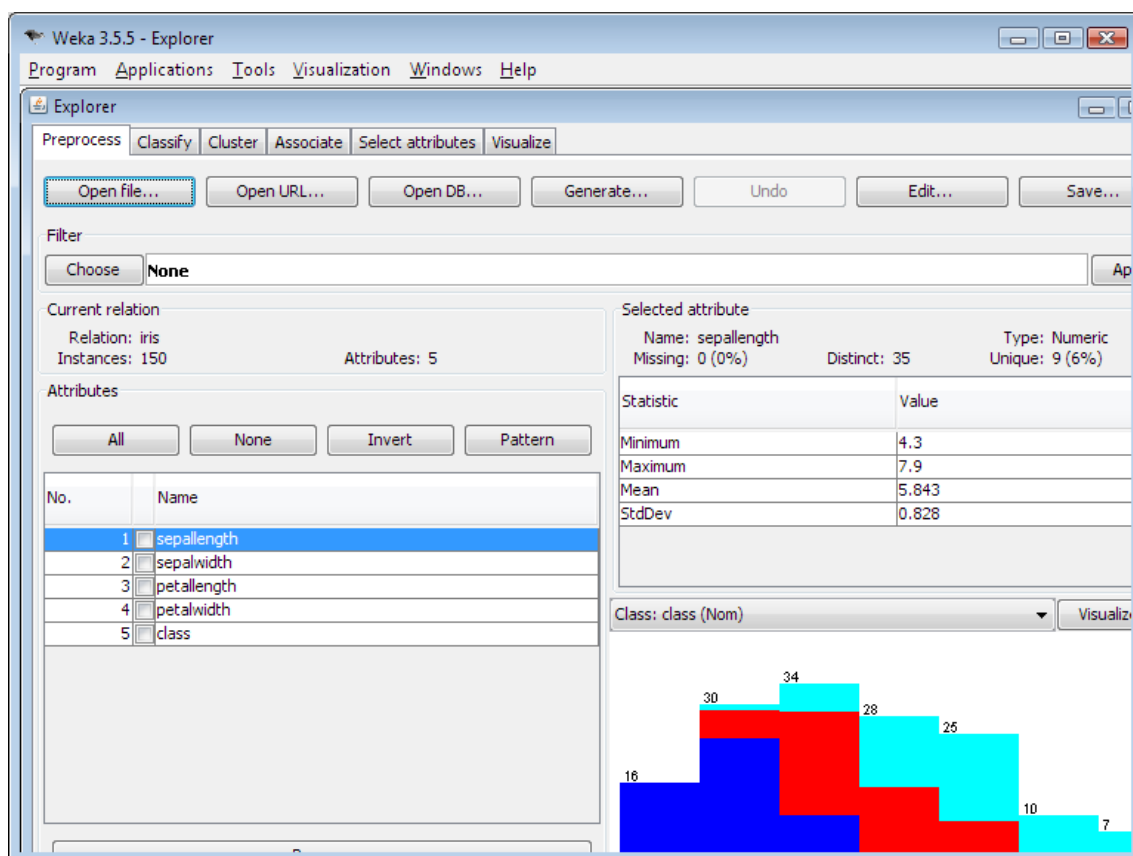 Weka 3.5.5 - Explorer
Program Applications Tools Visualization Windows Help
Explorer
Preprocess Classify Cluster Associate Select attributes Visualize
Open file... Open URL... Open DB... Generate... Undo Edit... Save...
Filter
Choose None Ap
Current relation
Relation: iris
Instances: 150 Attributes: 5
Attributes
All None Invert Pattern
No. Name
1 sepallength
2 sepalwidth
3 petallength
4 petalwidth
5 class
Selected attribute
Name: sepallength Type: Numeric
Missing: 0 (0%) Distinct: 35 Unique: 9 (6%)
Statistic Value
Minimum 4.3
Maximum 7.9
Mean 5.843
StdDev 0.828
Class: class (Nom) Visualiz
34
30
28
25
16
10
7